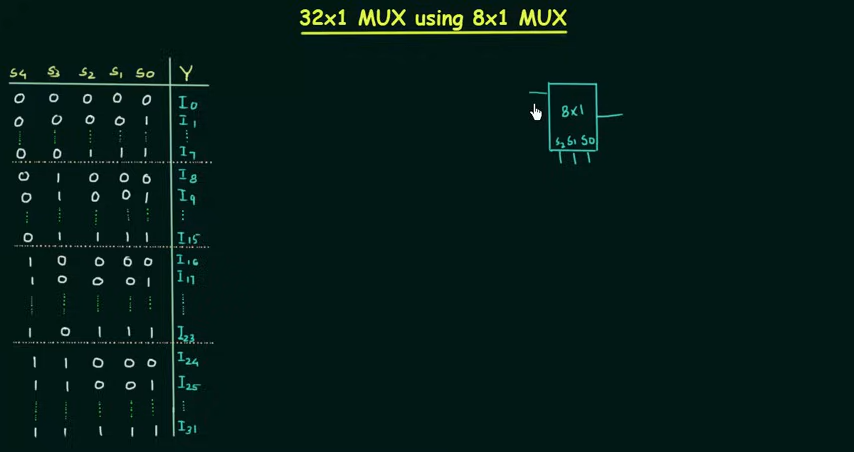 32x1 MUX using 8x1 MUX
S4 S3 S2 S1 S0 Y
0 0 0 0 0 I0
0 0 0 0 1 I1
0 0 1 1 1 I7
0 1 0 0 0 I8
0 1 0 0 1 I9
0 1 1 1 1 I15
1 0 0 0 0 I16
1 0 0 0 1 I17
1 0 1 1 1 I23
1 1 0 0 0 I24
1 1 0 0 1 I25
1 1 1 1 1 I31
8x1
S2 S1 S0